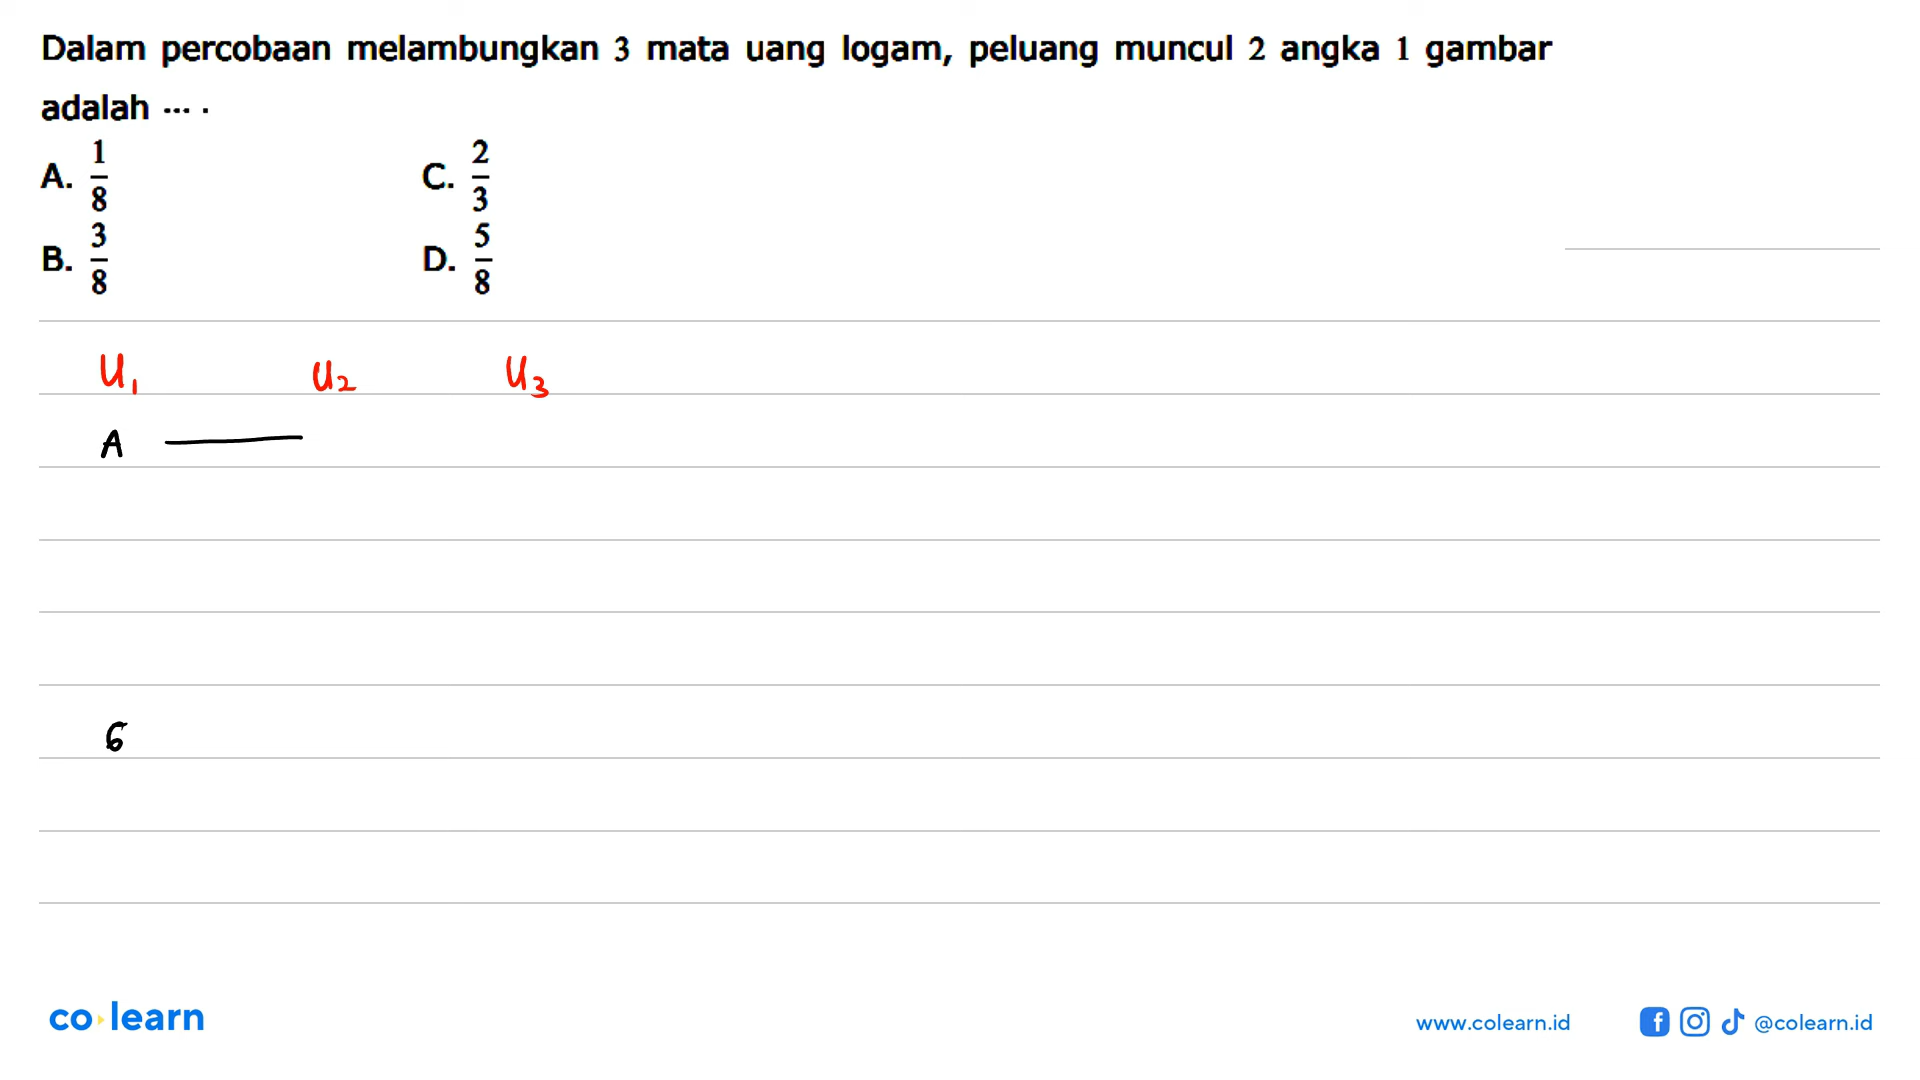 Dalam percobaan melambungkan 3 mata uang logam, peluang muncul 2 angka 1 gambar
adalah ... .
A. 1/8 C. 2/3
B. 3/8 D. 5/8
U1 U2 U3
A
G
co learn www.colearn.id @colearn.id